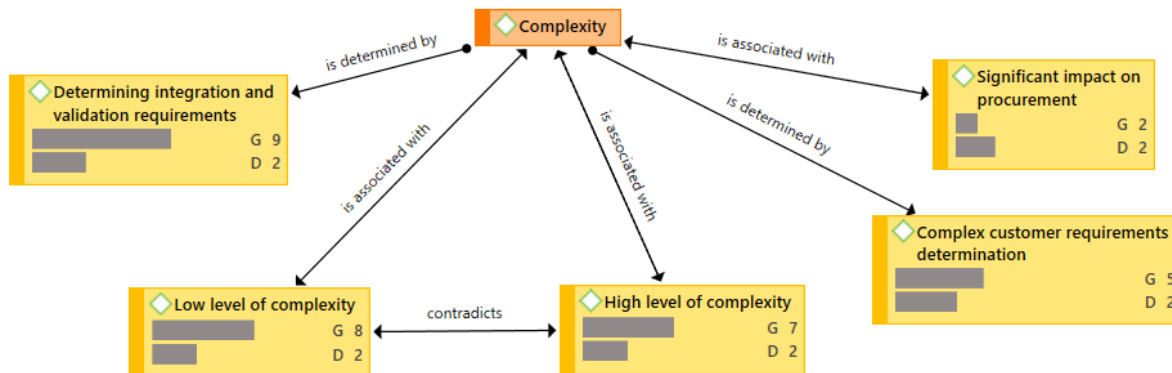 Complexity
is determined by
is associated with
Determining integration and
validation requirements
G 9
D 2
Significant impact on
procurement
G 2
D 2
is associated with
is associated with
is determined by
Complex customer requirements
determination
G 5
D 2
Low level of complexity
G 8
D 2
contradicts
High level of complexity
G 7
D 2